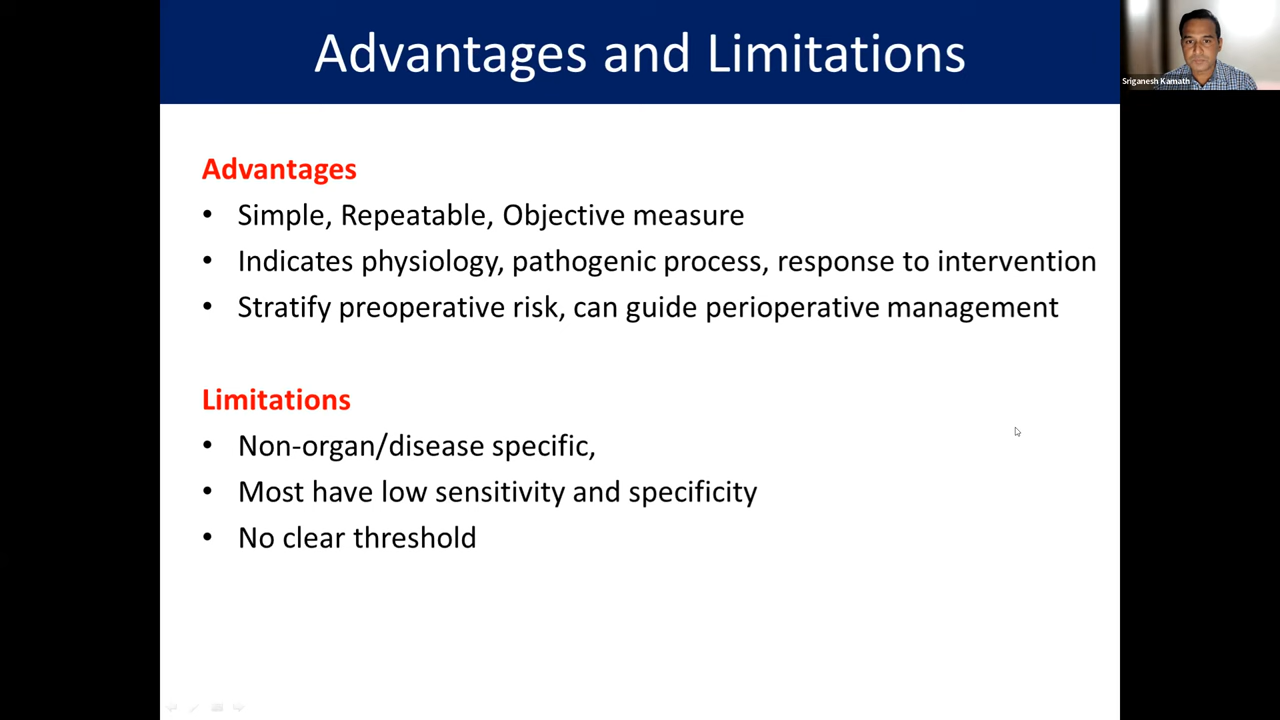 Advantages and Limitations
Sriganesh Kamath
Advantages
• Simple, Repeatable, Objective measure
• Indicates physiology, pathogenic process, response to intervention
• Stratify preoperative risk, can guide perioperative management
Limitations
• Non-organ/disease specific,
• Most have low sensitivity and specificity
• No clear threshold